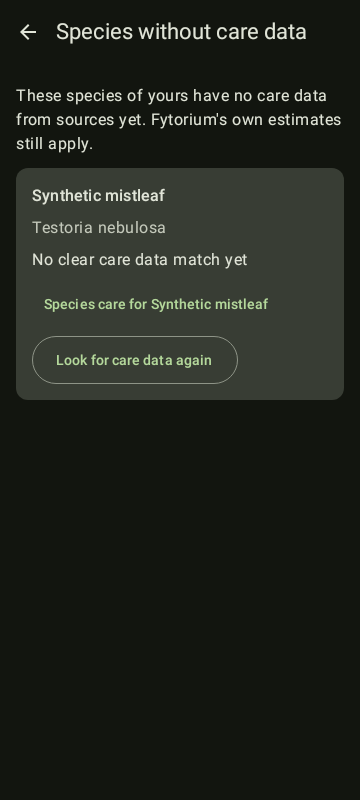 Species without care data
These species of yours have no care data
from sources yet. Fytorium's own estimates
still apply.
Synthetic mistleaf
Testoria nebulosa
No clear care data match yet
Species care for Synthetic mistleaf
Look for care data again